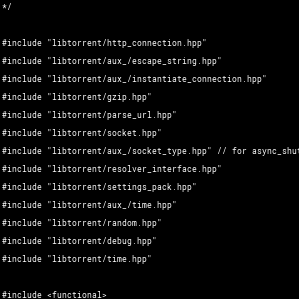 */
#include "libtorrent/http_connection.hpp"
#include "libtorrent/aux_/escape_string.hpp"
#include "libtorrent/aux_/instantiate_connection.hpp"
#include "libtorrent/gzip.hpp"
#include "libtorrent/parse_url.hpp"
#include "libtorrent/socket.hpp"
#include "libtorrent/aux_/socket_type.hpp" // for async_shut
#include "libtorrent/resolver_interface.hpp"
#include "libtorrent/settings_pack.hpp"
#include "libtorrent/aux_/time.hpp"
#include "libtorrent/random.hpp"
#include "libtorrent/debug.hpp"
#include "libtorrent/time.hpp"
#include <functional>